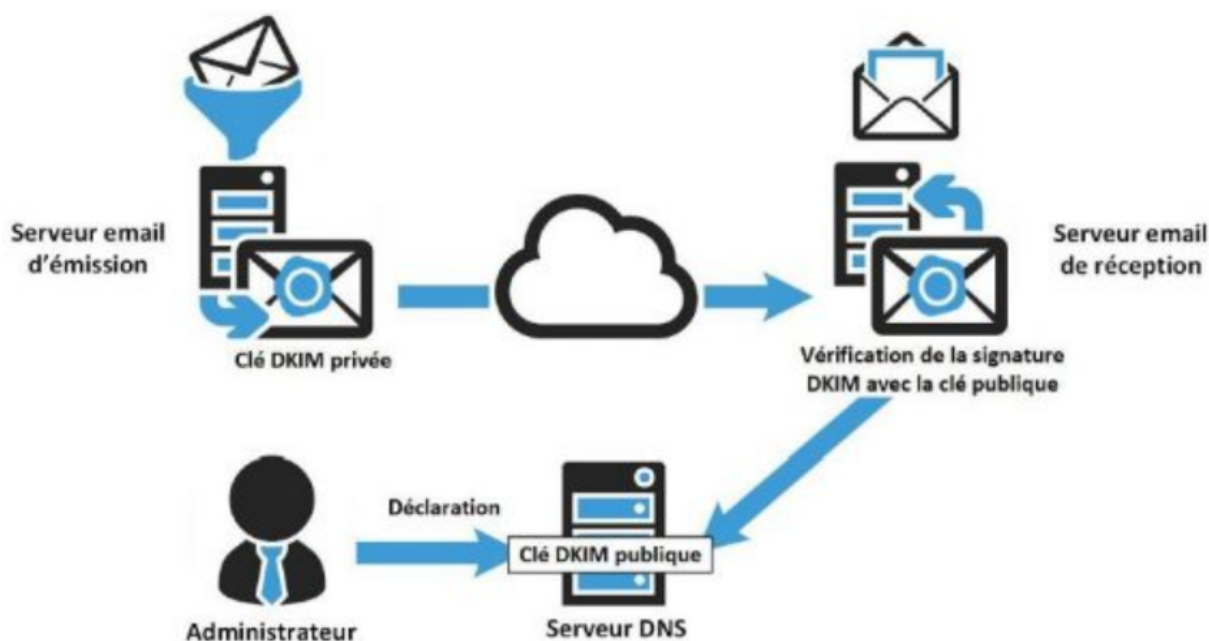 Serveur email
d'émission
Clé DKIM privée
Serveur email
de réception
Vérification de la signature
DKIM avec la clé publique
Déclaration
Clé DKIM publique
Administrateur
Serveur DNS